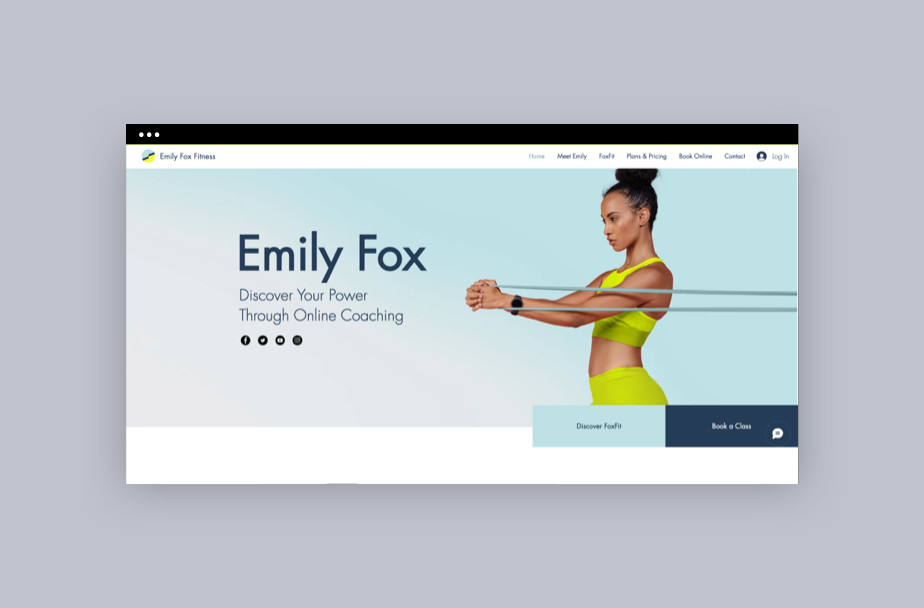 Emily Fox Fitness
Home Meet Emily FoxFit Plans & Pricing Book Online Contact Log In
Emily Fox
Discover Your Power
Through Online Coaching
Discover FoxFit
Book a Class